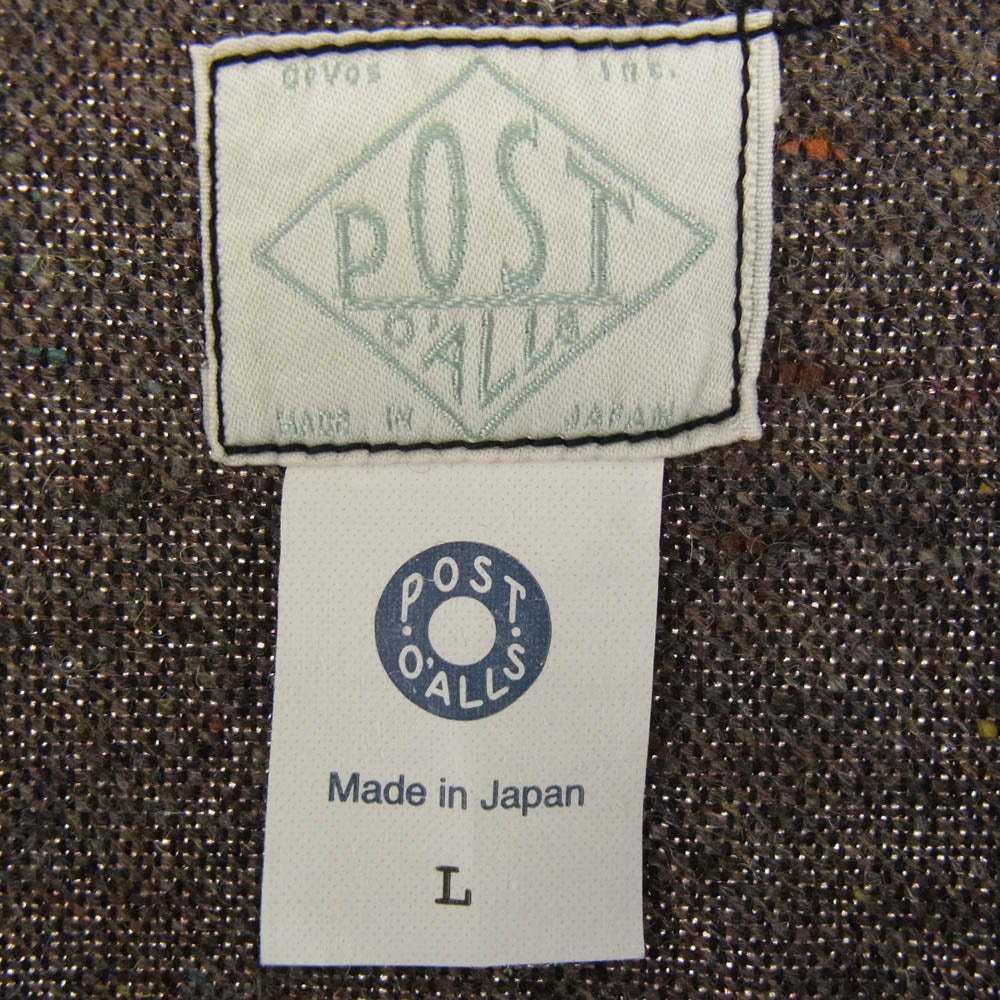 DeVOS Inc.
POST
O'ALLS
MADE IN JAPAN
POST
O'ALLS
Made in Japan
L